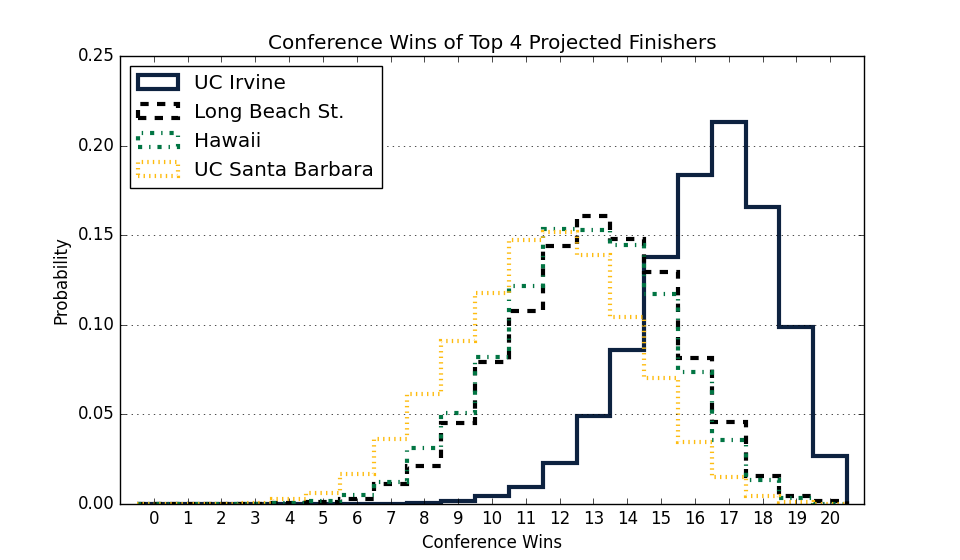 Conference Wins of Top 4 Projected Finishers
0.25
0.20
0.15
0.10
0.05
0.00
Probability
UC Irvine
Long Beach St.
Hawaii
UC Santa Barbara
0 1 2 3 4 5 6 7 8 9 10 11 12 13 14 15 16 17 18 19 20
Conference Wins